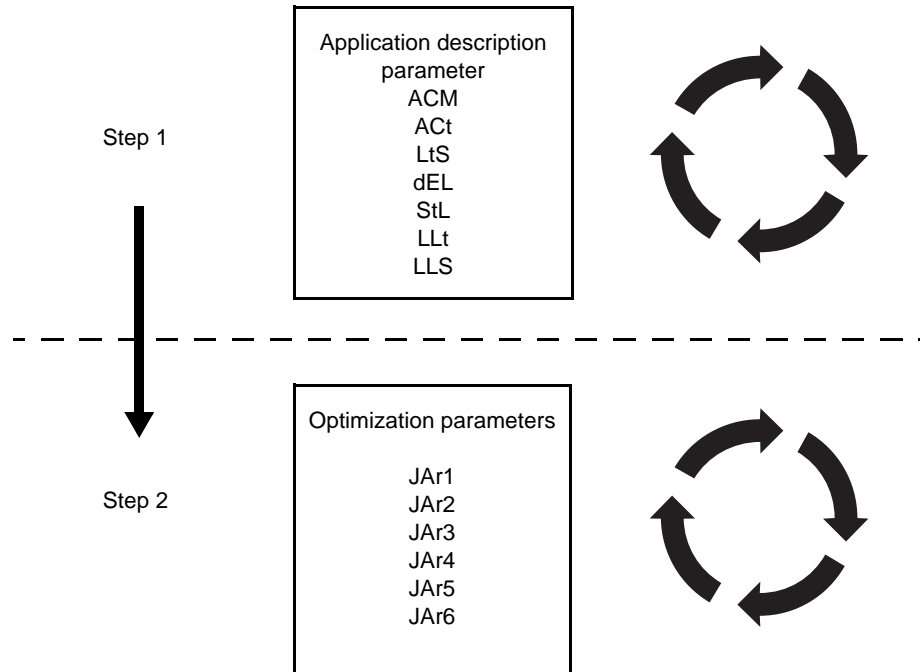 Step 1
Application description
parameter
ACM
ACt
LtS
dEL
StL
LLt
LLS
Step 2
Optimization parameters
JAr1
JAr2
JAr3
JAr4
JAr5
JAr6